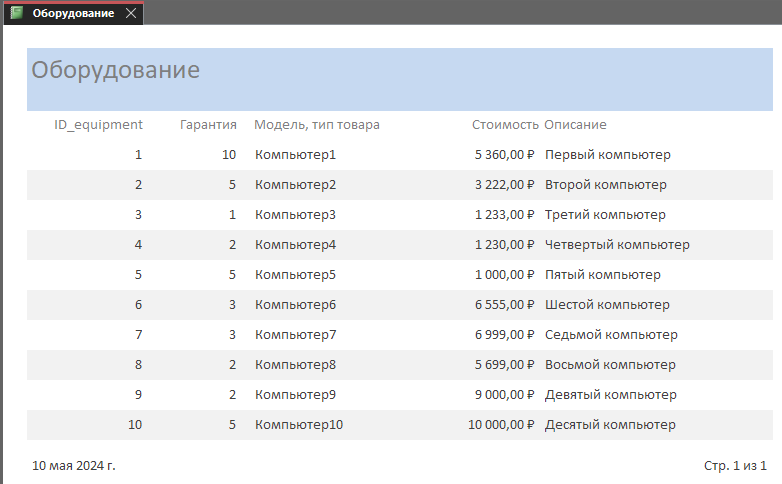 Оборудование
Оборудование
ID_equipment Гарантия Модель, тип товара Стоимость Описание
1 10 Компьютер1 5 360,00 ₽ Первый компьютер
2 5 Компьютер2 3 222,00 ₽ Второй компьютер
3 1 Компьютер3 1 233,00 ₽ Третий компьютер
4 2 Компьютер4 1 230,00 ₽ Четвертый компьютер
5 5 Компьютер5 1 000,00 ₽ Пятый компьютер
6 3 Компьютер6 6 555,00 ₽ Шестой компьютер
7 3 Компьютер7 6 999,00 ₽ Седьмой компьютер
8 2 Компьютер8 5 699,00 ₽ Восьмой компьютер
9 2 Компьютер9 9 000,00 ₽ Девятый компьютер
10 5 Компьютер10 10 000,00 ₽ Десятый компьютер
10 мая 2024 г. Стр. 1 из 1